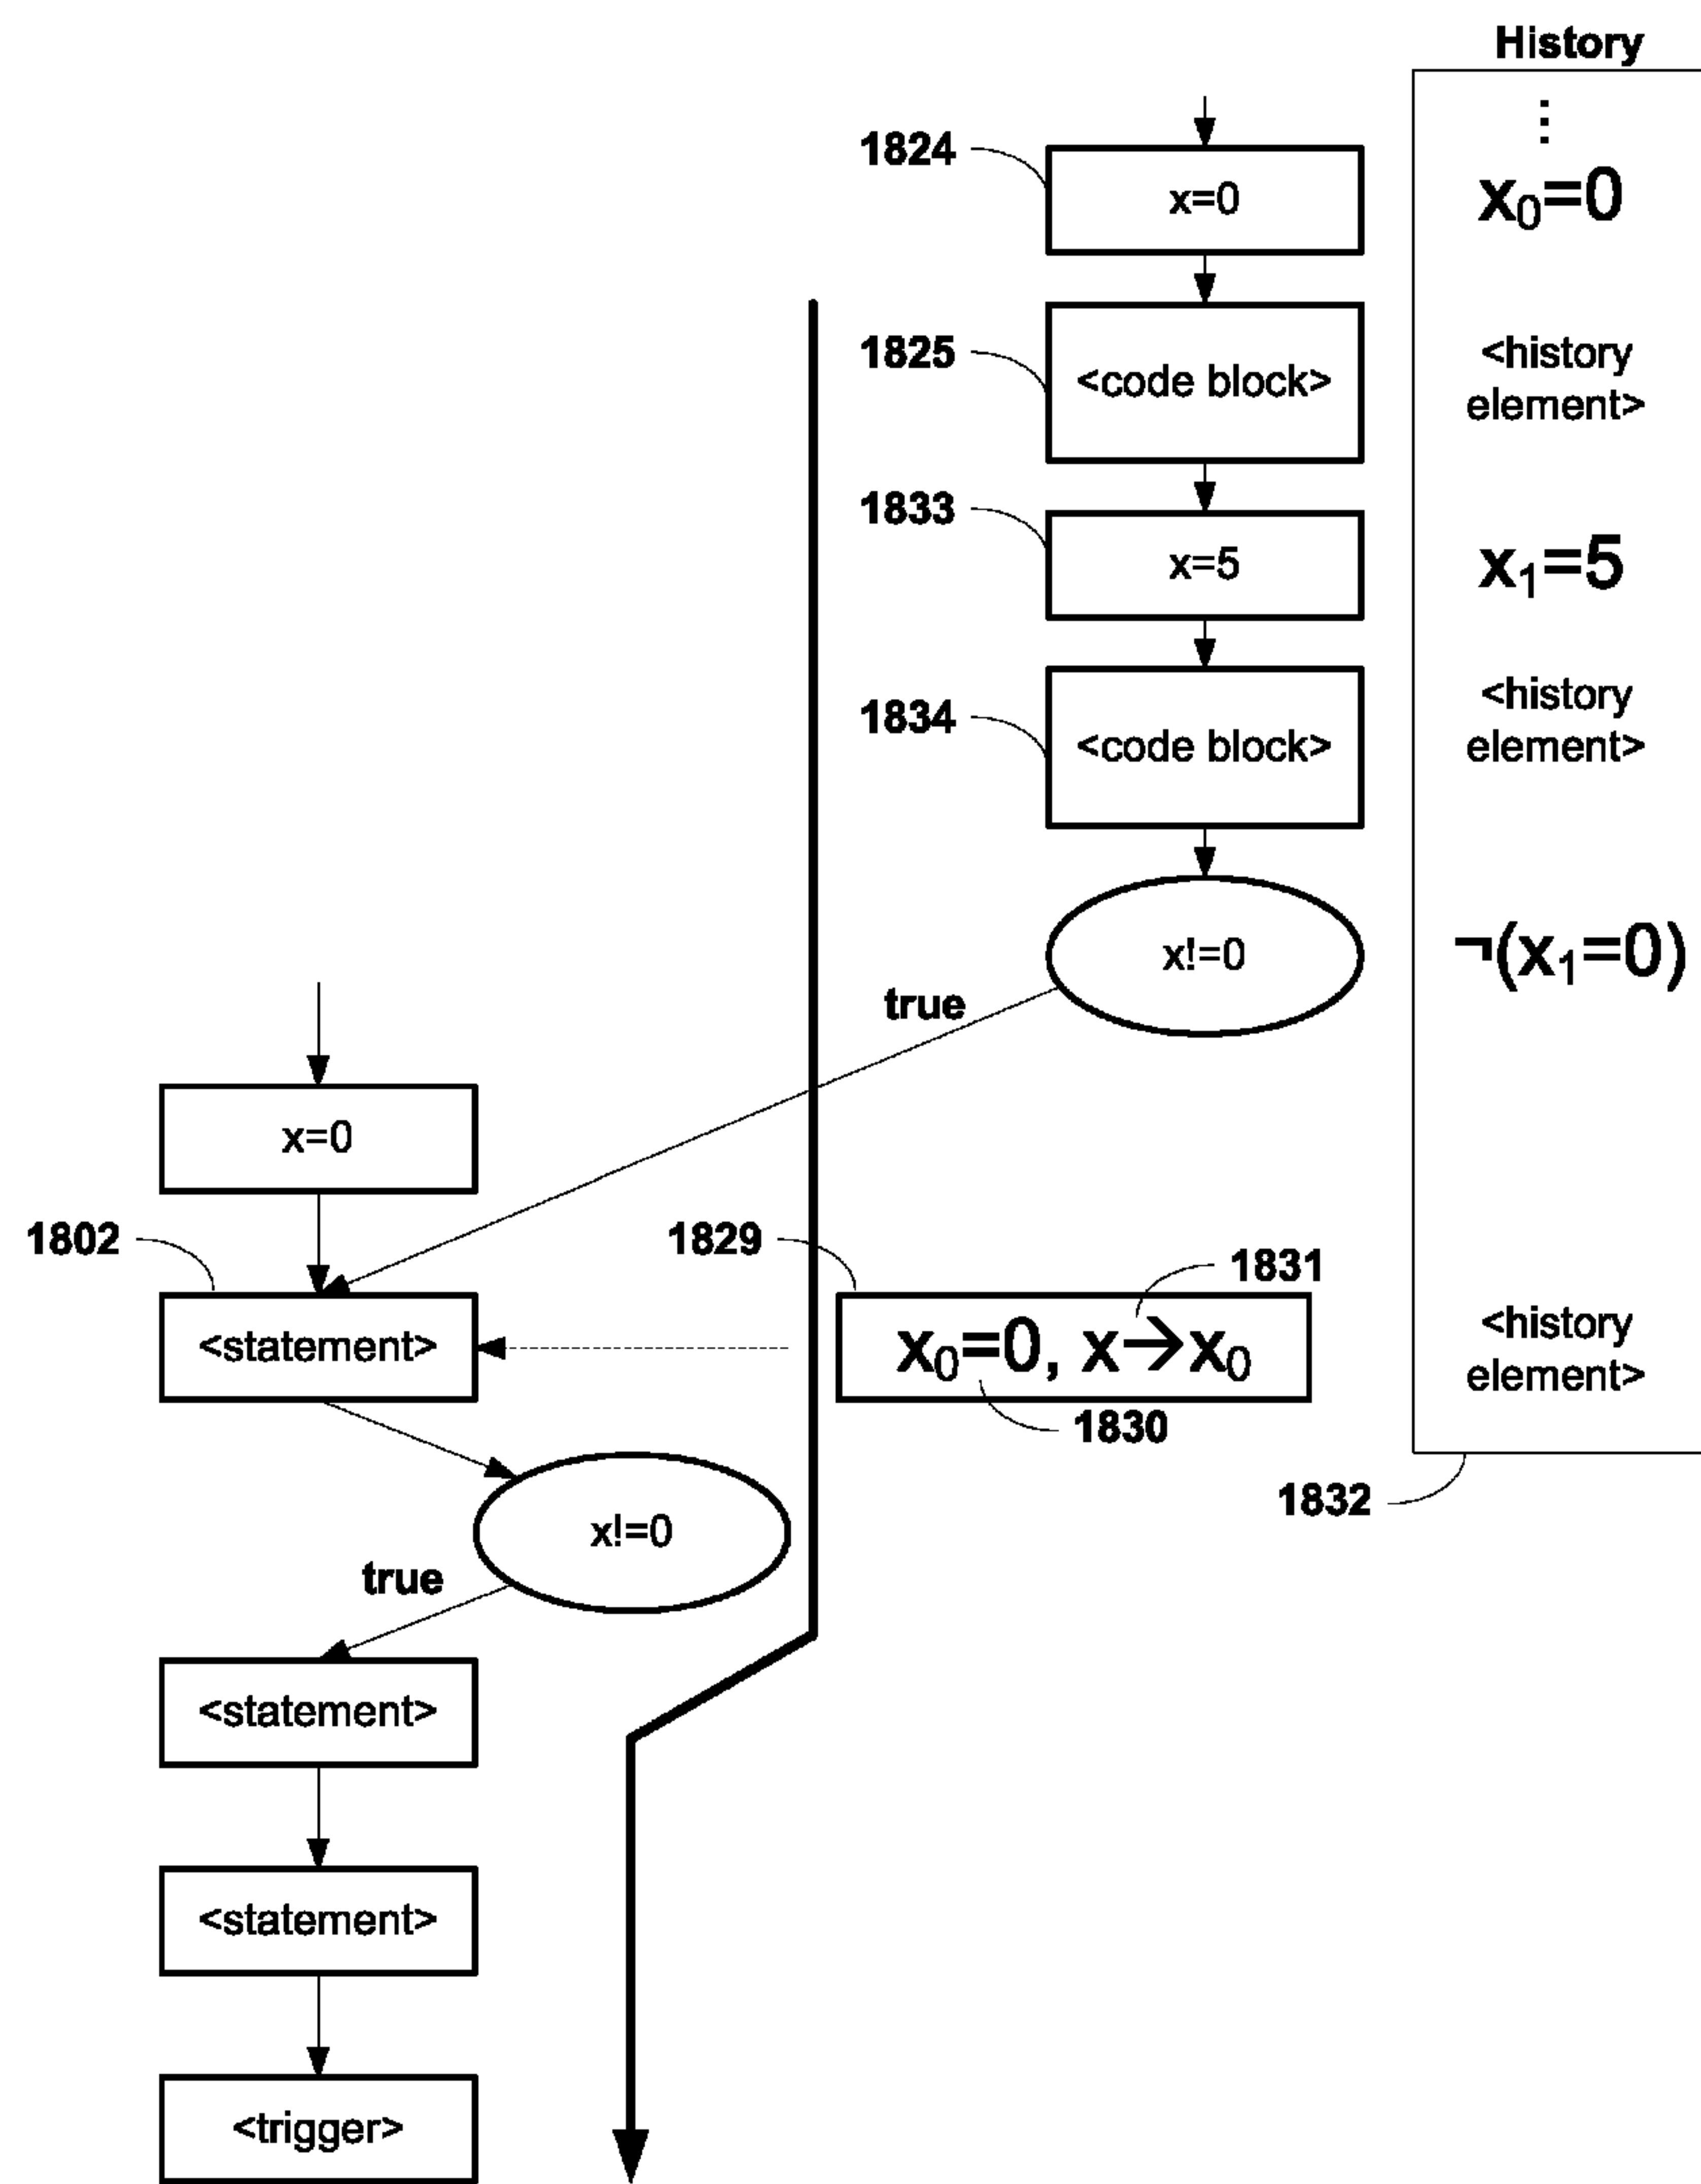 History
⋮
1824
x=0
x₀=0
1825
<code block>
<history
element>
1833
x=5
x₁=5
1834
<code block>
<history
element>
x!=0
¬(x₁=0)
true
x=0
1802
<statement>
1829
1831
x₀=0, x→x₀
1830
<history
element>
1832
x!=0
true
<statement>
<statement>
<trigger>